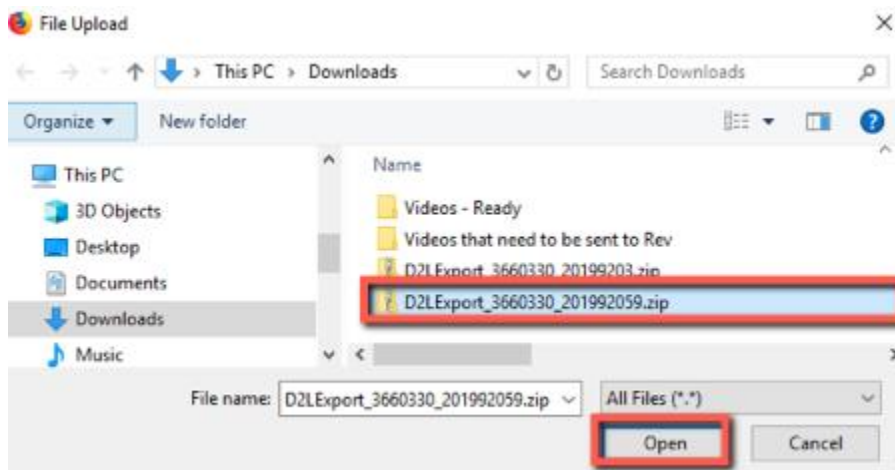 File Upload
This PC > Downloads
Search Downloads
Organize
New folder
Name
This PC
3D Objects
Desktop
Documents
Downloads
Music
Videos - Ready
Videos that need to be sent to Rev
D2LExport_3660330_20199203.zip
D2LExport_3660330_201992059.zip
File name: D2LExport_3660330_201992059.zip
All Files (*.*)
Open
Cancel